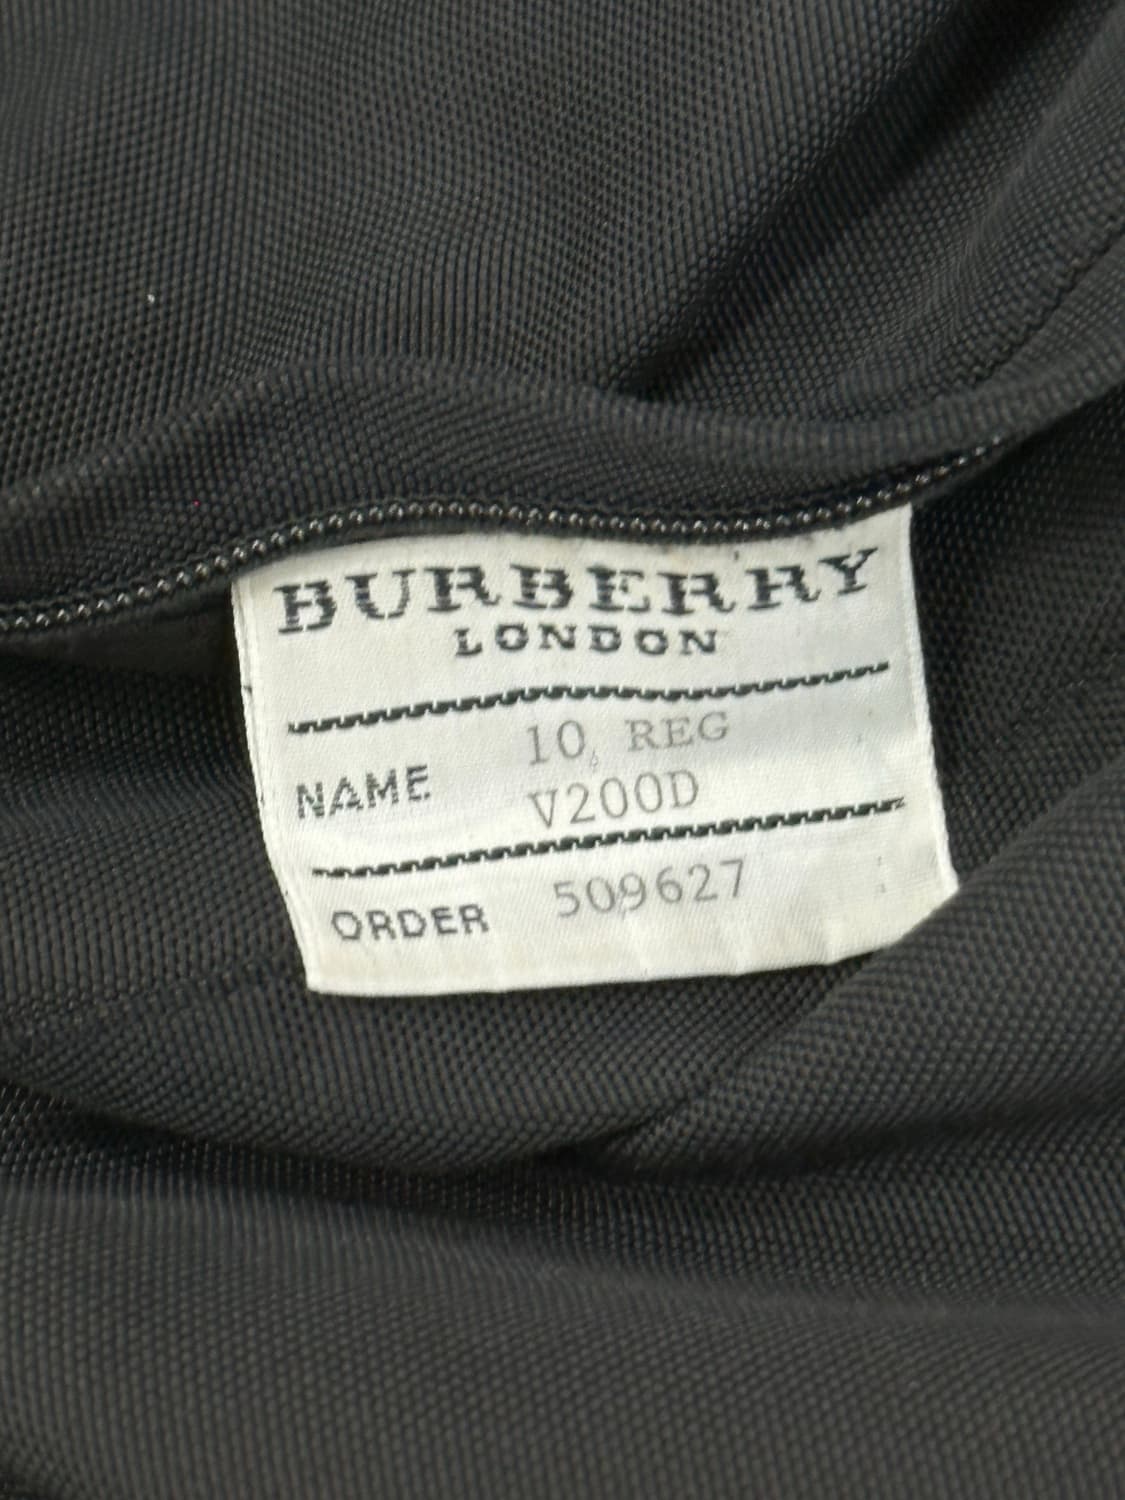 BURBERRY
LONDON
10, REG
NAME
V200D
ORDER 509627